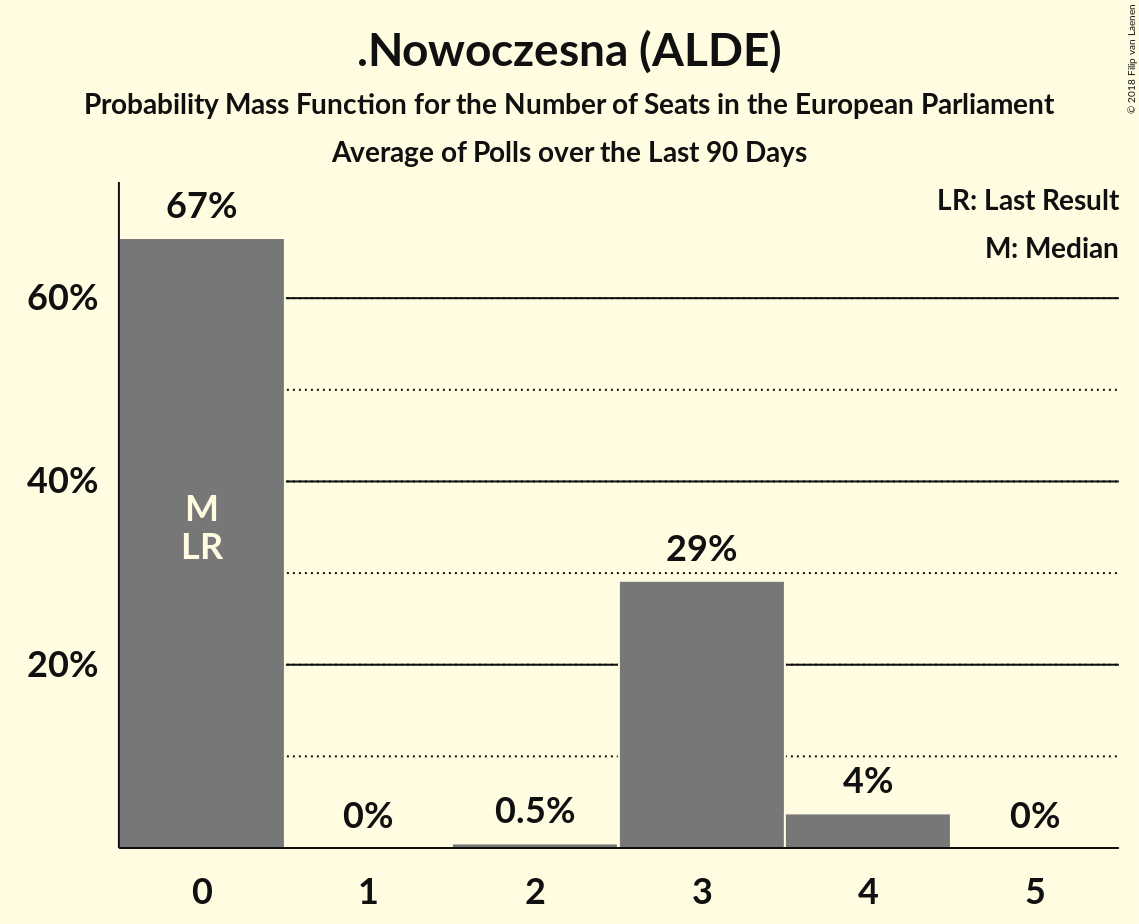 .Nowoczesna (ALDE)
Probability Mass Function for the Number of Seats in the European Parliament
Average of Polls over the Last 90 Days
© 2018 Filip van Laenen
LR: Last Result
M: Median
67%
60%
40%
20%
M
LR
0%
0.5%
29%
4%
0%
0
1
2
3
4
5